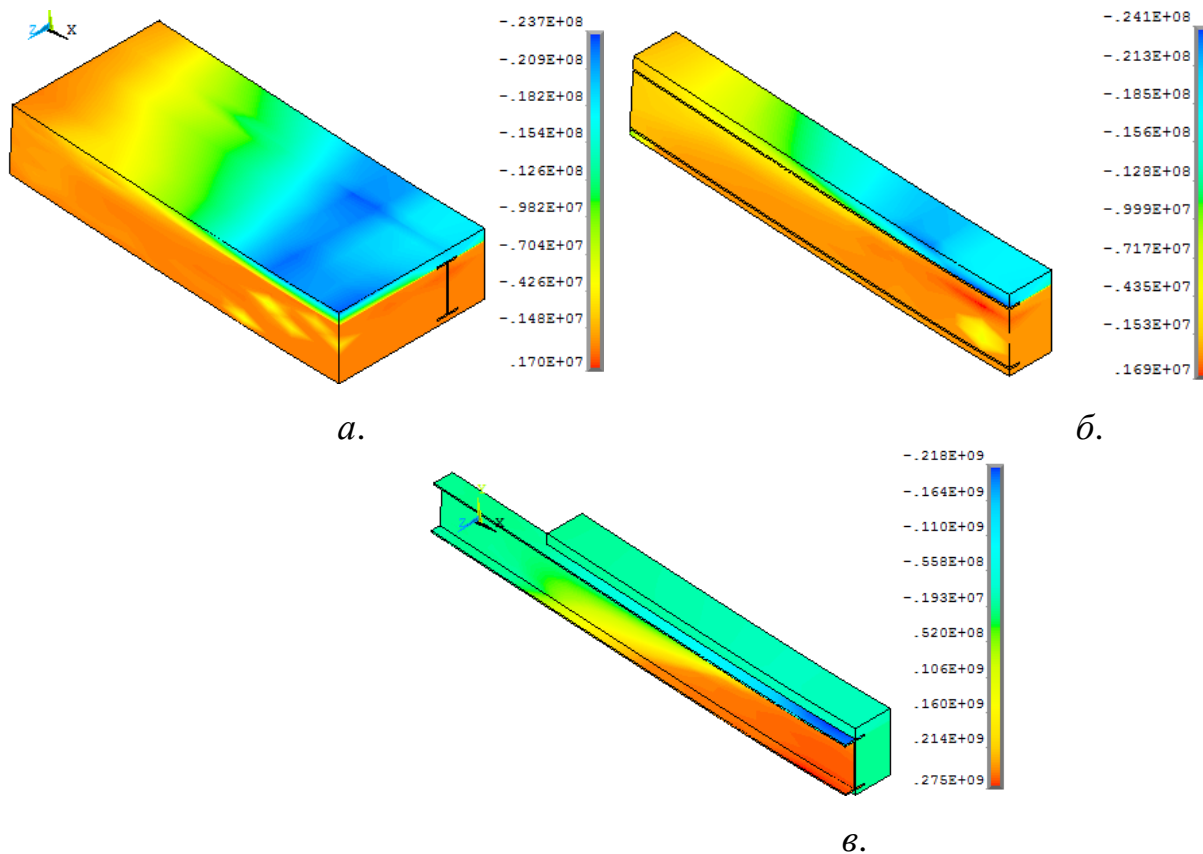 Z X
-.237E+08
-.209E+08
-.182E+08
-.154E+08
-.126E+08
-.982E+07
-.704E+07
-.426E+07
-.148E+07
.170E+07
а.
-.241E+08
-.213E+08
-.185E+08
-.156E+08
-.128E+08
-.999E+07
-.717E+07
-.435E+07
-.153E+07
.169E+07
б.
Y
Z X
-.218E+09
-.164E+09
-.110E+09
-.558E+08
-.193E+07
.520E+08
.106E+09
.160E+09
.214E+09
.275E+09
в.